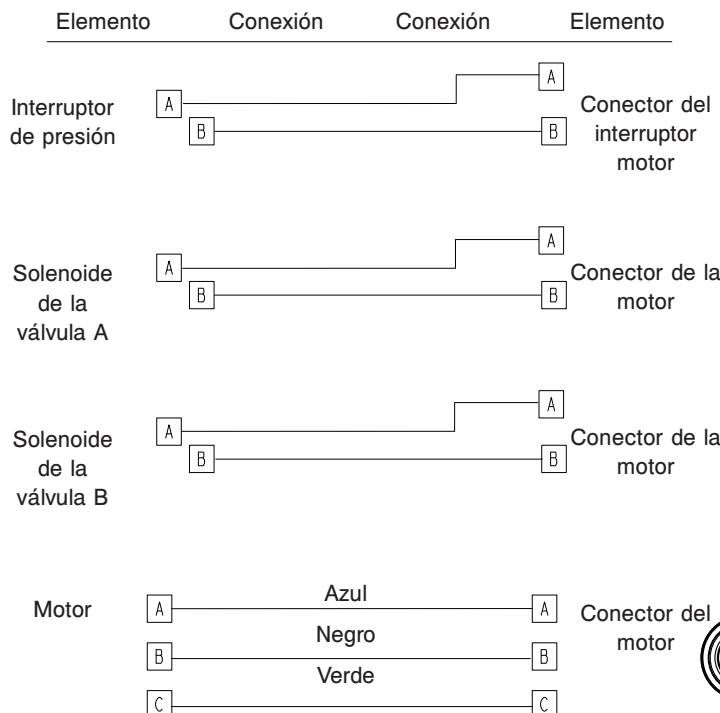 Elemento Conexión Conexión Elemento
A A
Interruptor de presión
B B
Conector del interruptor motor
A A
Solenoide de la válvula A
B B
Conector de la motor
A A
Solenoide de la válvula B
B B
Conector de la motor
Motor
A Azul A
B Negro B
C Verde C
Conector del motor